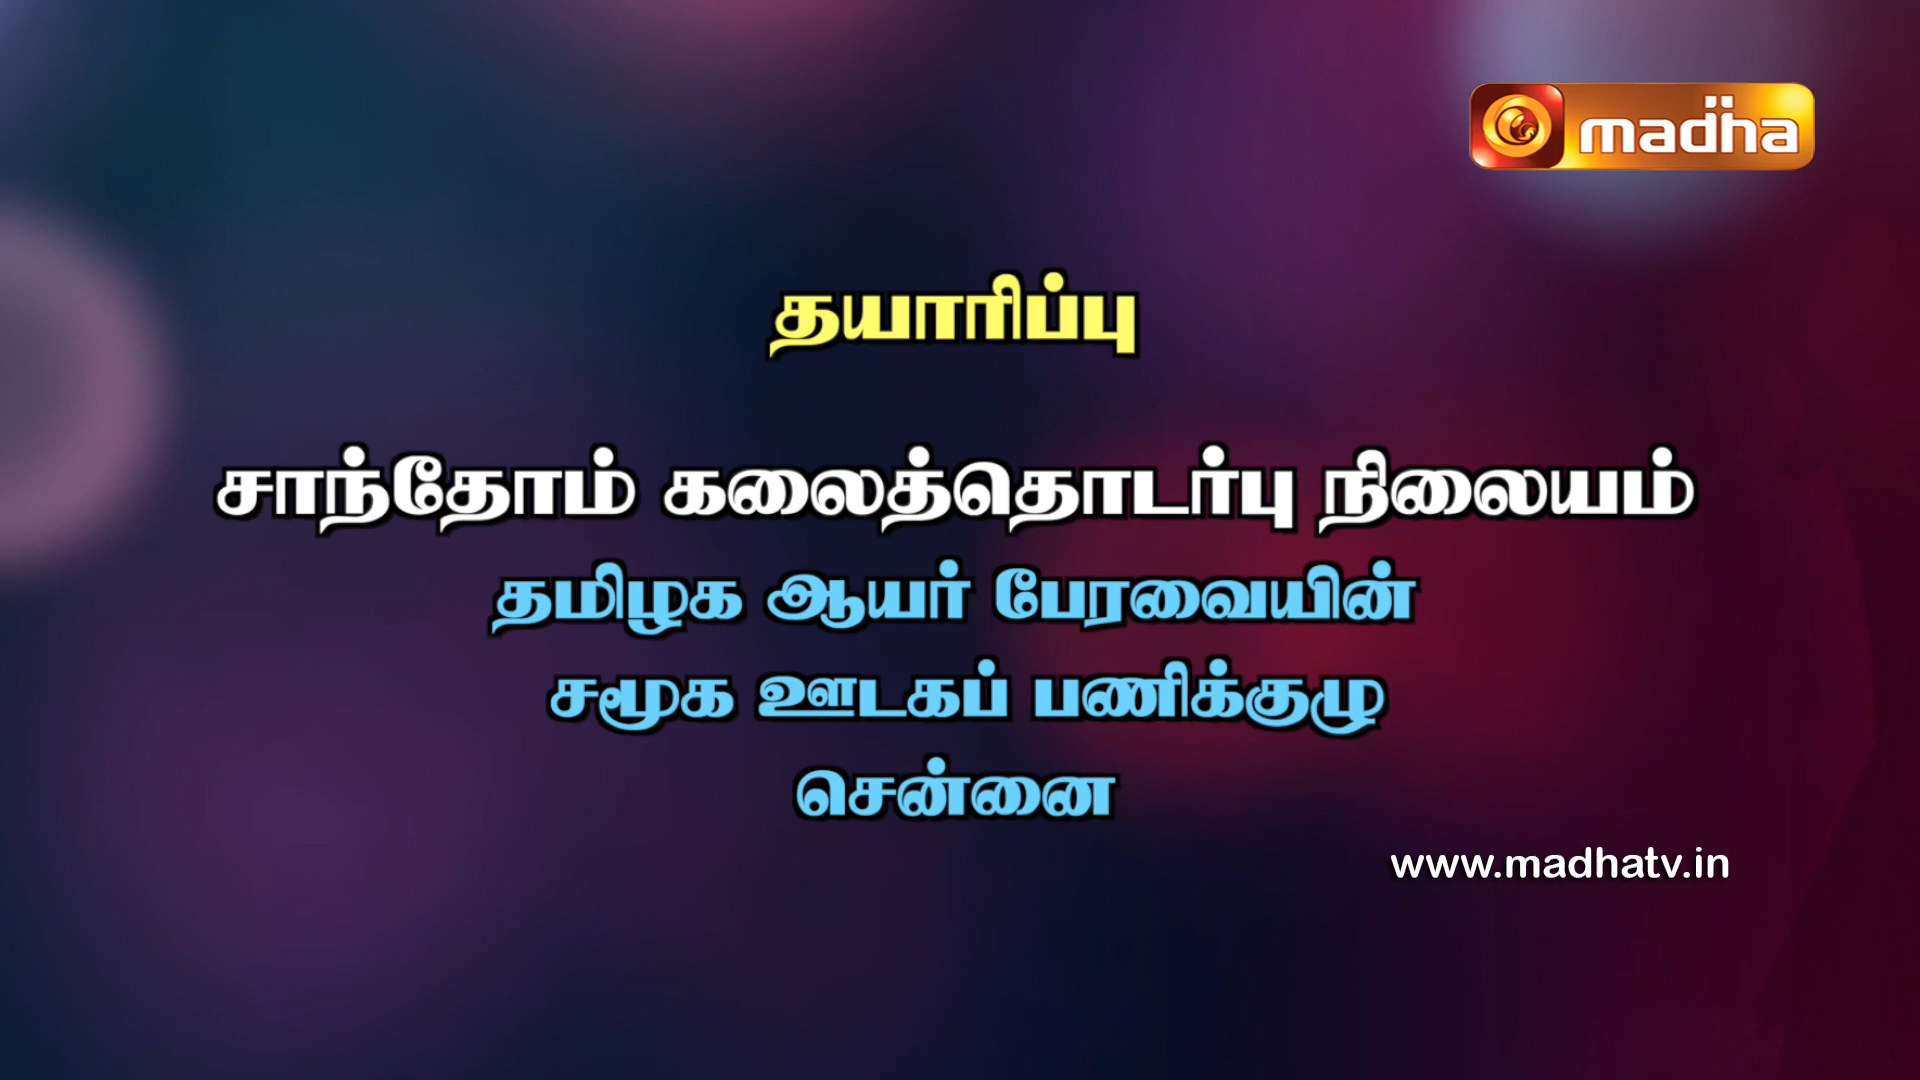 madha
தயாரிப்பு
சாந்தோம் கலைத்தொடர்பு நிலையம்
தமிழக ஆயர் பேரவையின்
சமூக ஊடகப் பணிக்குழு
சென்னை
www.madhatv.in